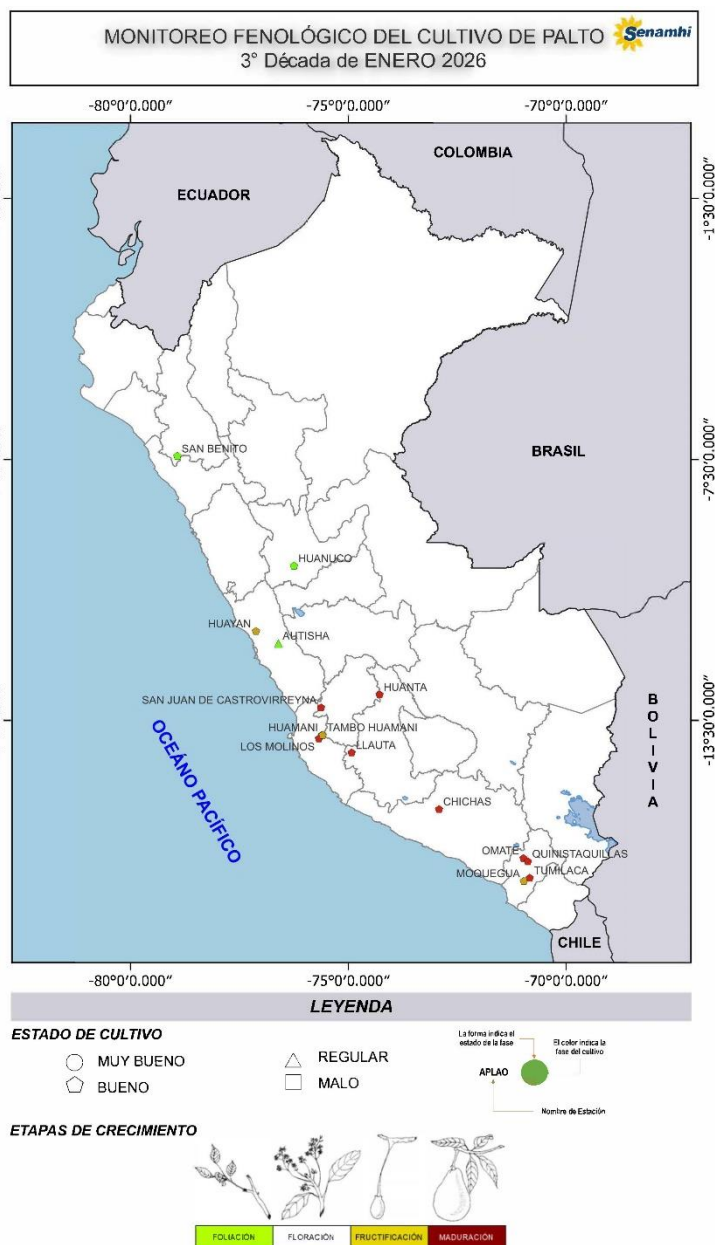 MONITOREO FENOLÓGICO DEL CULTIVO DE PALTO
Senamhi
3° Década de ENERO 2026
-80°0'0.000" -75°0'0.000" -70°0'0.000"
COLOMBIA
ECUADOR
-1°30'0.000"
SAN BENITO
BRASIL
-7°30'0.000"
HUANUCO
HUAYAN
AUTISHA
HUANTA
SAN JUAN DE CASTROVIRREYNA
-13°30'0.000"
HUAMANI TAMBO HUAMANI
LOS MOLINOS LLAUTA
BOLIVIA
OCEÁNO PACÍFICO
CHICHAS
OMATE QUINISTAQUILLAS
MOQUEGUA TUMILACA
CHILE
-80°0'0.000" -75°0'0.000" -70°0'0.000"
LEYENDA
ESTADO DE CULTIVO
MUY BUENO
BUENO
REGULAR
MALO
La forma indica el
estado de la fase
El color indica la
fase del cultivo
APLAO
Nombre de Estación
ETAPAS DE CRECIMIENTO
FOLIACIÓN FLORACIÓN FRUCTIFICACIÓN MADURACIÓN